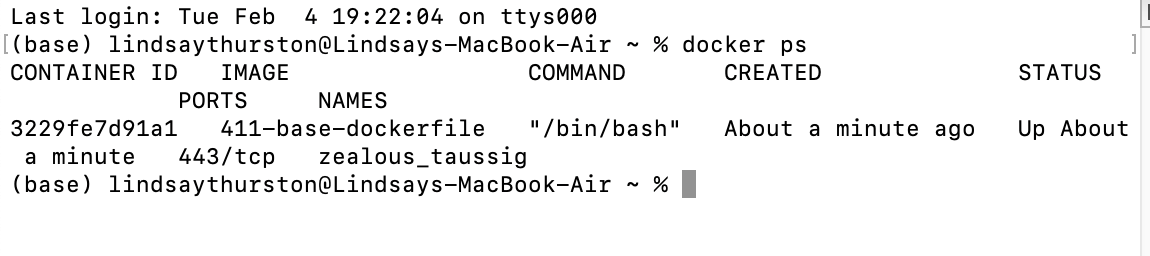 Last login: Tue Feb  4 19:22:04 on ttys000
[(base) lindsaythurston@Lindsays-MacBook-Air ~ % docker ps ]
CONTAINER ID   IMAGE                 COMMAND       CREATED              STATUS
            PORTS     NAMES
3229fe7d91a1   411-base-dockerfile   "/bin/bash"   About a minute ago   Up About
 a minute   443/tcp   zealous_taussig
(base) lindsaythurston@Lindsays-MacBook-Air ~ %